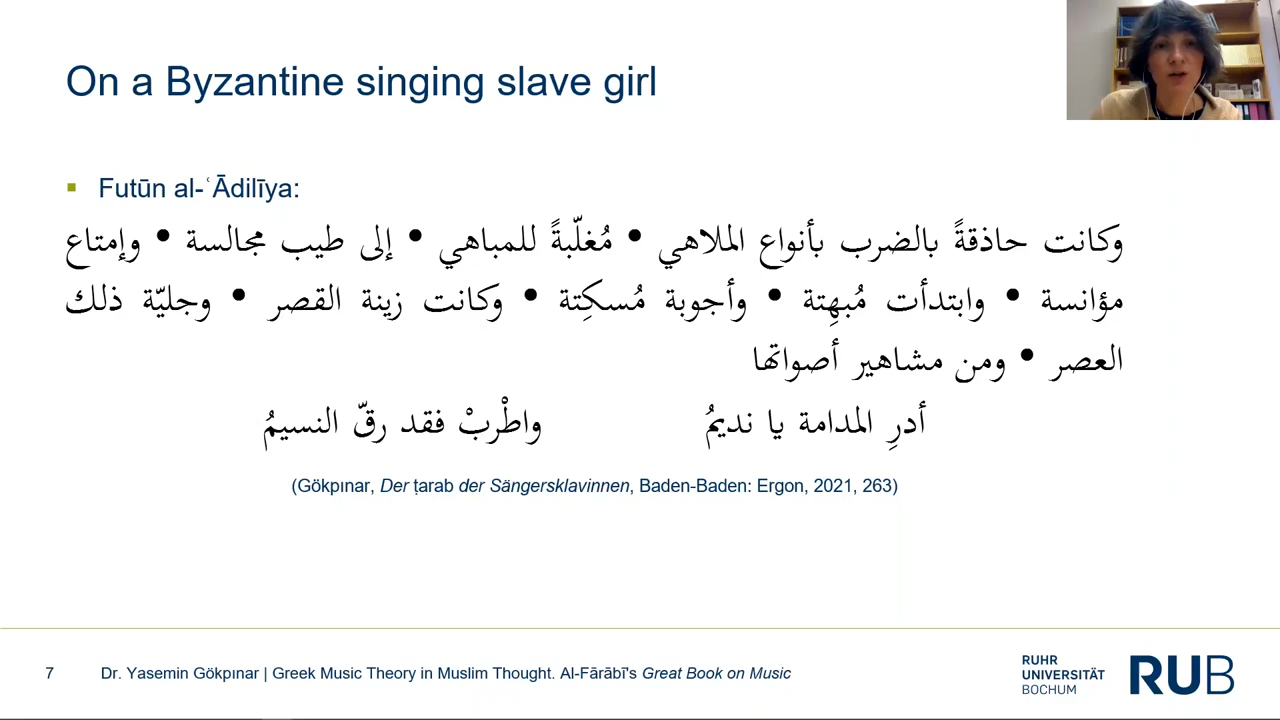 On a Byzantine singing slave girl
▪ Futūn al-ʿĀdilīya:
وكانت حاذقةً بالضرب بأنواع الملاهي • مُغلّبةً للمباهي • إلى طيب مجالسة • وإمتاع
مؤانسة • وابتدأت مُبهِتة • وأجوبة مُسكِتة • وكانت زينة القصر • وجليّة ذلك
العصر • ومن مشاهير أصواتها
أدرِ المدامة يا نديمُ واطْربْ فقد رقّ النسيمُ
(Gökpınar, Der ṭarab der Sängersklavinnen, Baden-Baden: Ergon, 2021, 263)
7 Dr. Yasemin Gökpınar | Greek Music Theory in Muslim Thought. Al-Fārābī's Great Book on Music
RUHR
UNIVERSITÄT
BOCHUM
RUB